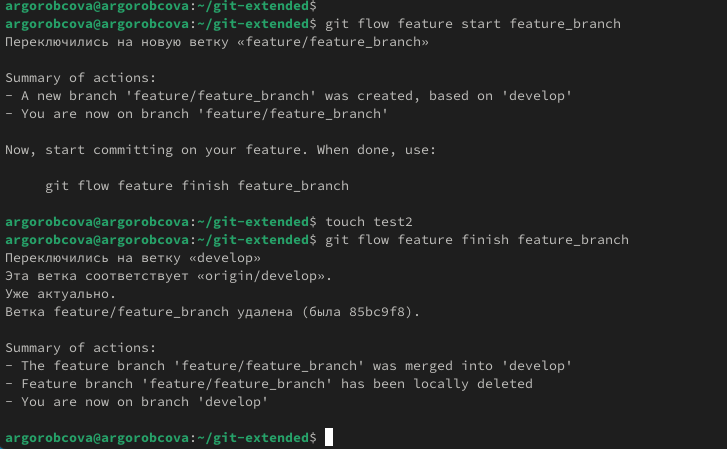 argorobcova@argorobcova:~/git-extended$
argorobcova@argorobcova:~/git-extended$ git flow feature start feature_branch
Переключились на новую ветку «feature/feature_branch»
Summary of actions:
- A new branch 'feature/feature_branch' was created, based on 'develop'
- You are now on branch 'feature/feature_branch'
Now, start committing on your feature. When done, use:
git flow feature finish feature_branch
argorobcova@argorobcova:~/git-extended$ touch test2
argorobcova@argorobcova:~/git-extended$ git flow feature finish feature_branch
Переключились на ветку «develop»
Эта ветка соответствует «origin/develop».
Уже актуально.
Ветка feature/feature_branch удалена (была 85bc9f8).
Summary of actions:
- The feature branch 'feature/feature_branch' was merged into 'develop'
- Feature branch 'feature/feature_branch' has been locally deleted
- You are now on branch 'develop'
argorobcova@argorobcova:~/git-extended$